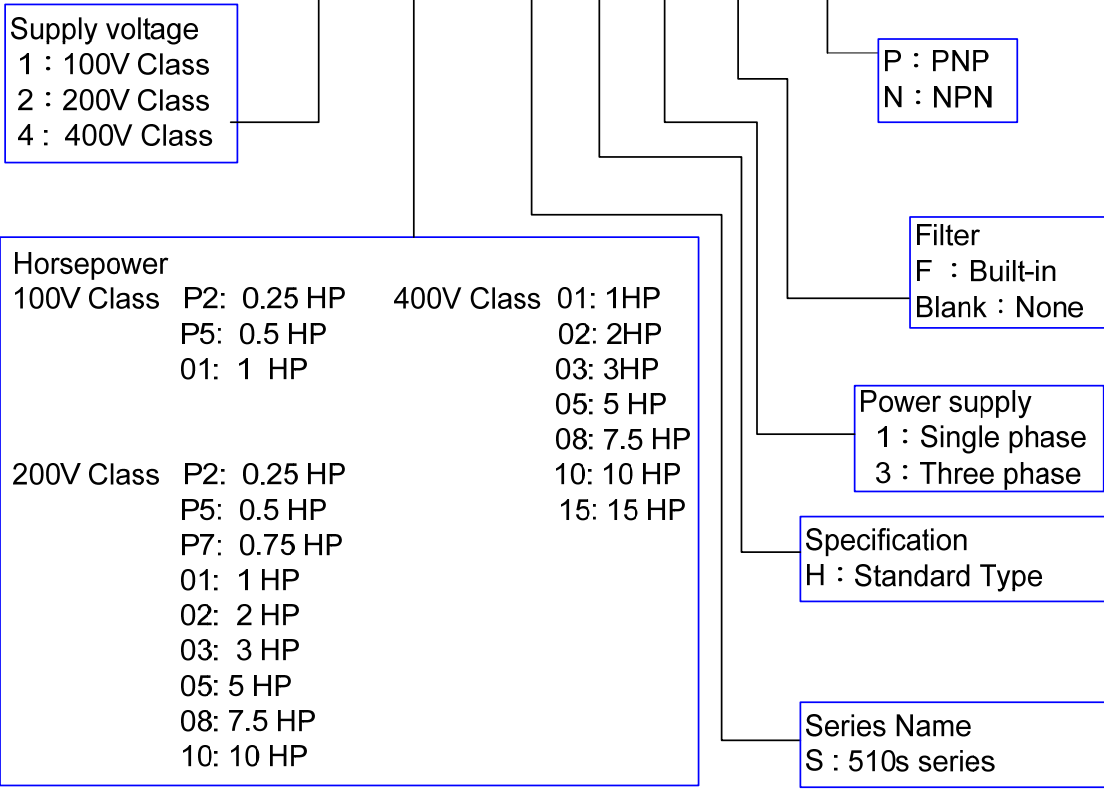 Supply voltage
1：100V Class
2：200V Class
4 : 400V Class
P：PNP
N：NPN
Filter
F ：Built-in
Blank：None
Horsepower
100V Class P2: 0.25 HP
P5: 0.5 HP
01: 1 HP
200V Class P2: 0.25 HP
P5: 0.5 HP
P7: 0.75 HP
01: 1 HP
02: 2 HP
03: 3 HP
05: 5 HP
08: 7.5 HP
10: 10 HP
400V Class 01: 1HP
02: 2HP
03: 3HP
05: 5 HP
08: 7.5 HP
10: 10 HP
15: 15 HP
Power supply
1：Single phase
3：Three phase
Specification
H：Standard Type
Series Name
S : 510s series